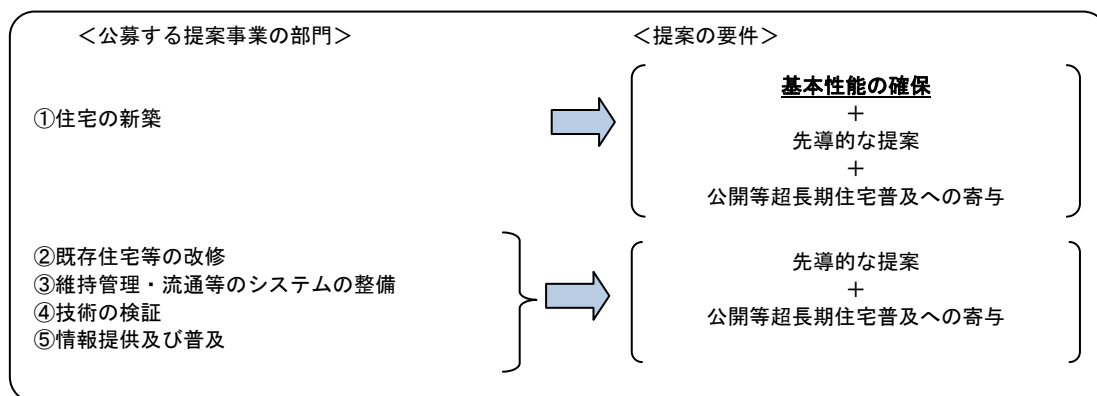 ＜公募する提案事業の部門＞
＜提案の要件＞
①住宅の新築
基本性能の確保
＋
先導的な提案
＋
公開等超長期住宅普及への寄与
②既存住宅等の改修
③維持管理・流通等のシステムの整備
④技術の検証
⑤情報提供及び普及
先導的な提案
＋
公開等超長期住宅普及への寄与